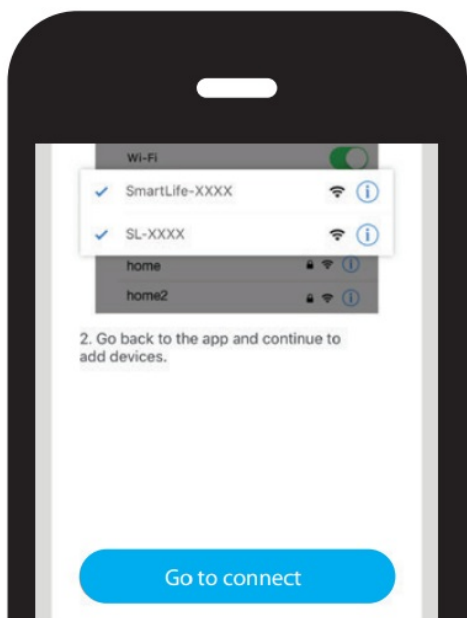 Wi-Fi
SmartLife-XXXX
SL-XXXX
home
home2
2. Go back to the app and continue to
add devices.
Go to connect